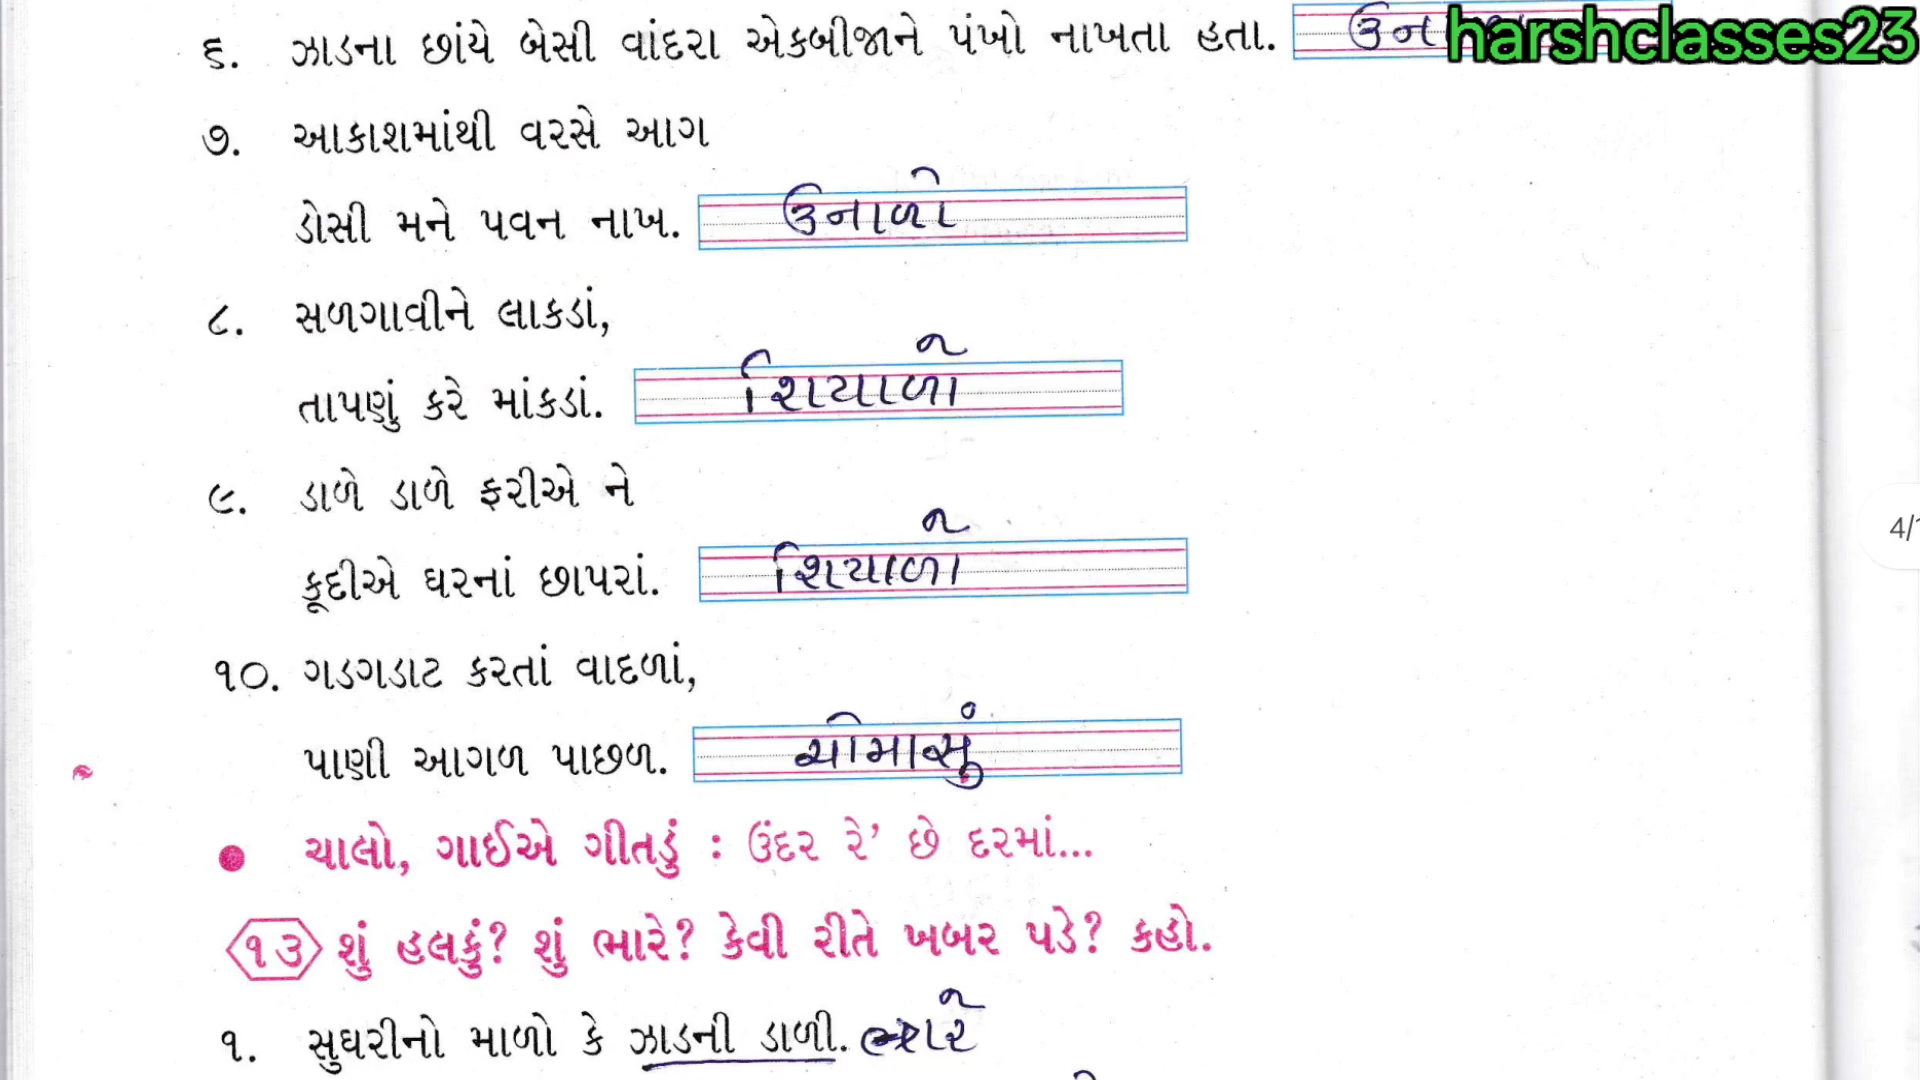 ૬. ઝાડના છાંયે બેસી વાંદરા એકબીજાને પંખો નાખતા હતા. harshclasses23
૭. આકાશમાંથી વરસે આગ
ડોસી મને પવન નાખ. ઉનાળો
૮. સળગાવીને લાકડાં,
તાપણું કરે માંકડાં. શિયાળો
૯. ડાળે ડાળે ફરીએ ને
કૂદીએ ઘરનાં છાપરાં. શિયાળો
4/
૧૦. ગડગડાટ કરતાં વાદળાં,
પાણી આગળ પાછળ. ચોમાસું
● ચાલો, ગાઈએ ગીતડું : ઉંદર રે' છે દરમાં...
૧૩ શું હલકું? શું ભારે? કેવી રીતે ખબર પડે? કહો.
૧. સુઘરીનો માળો કે ઝાડની ડાળી. ભારે